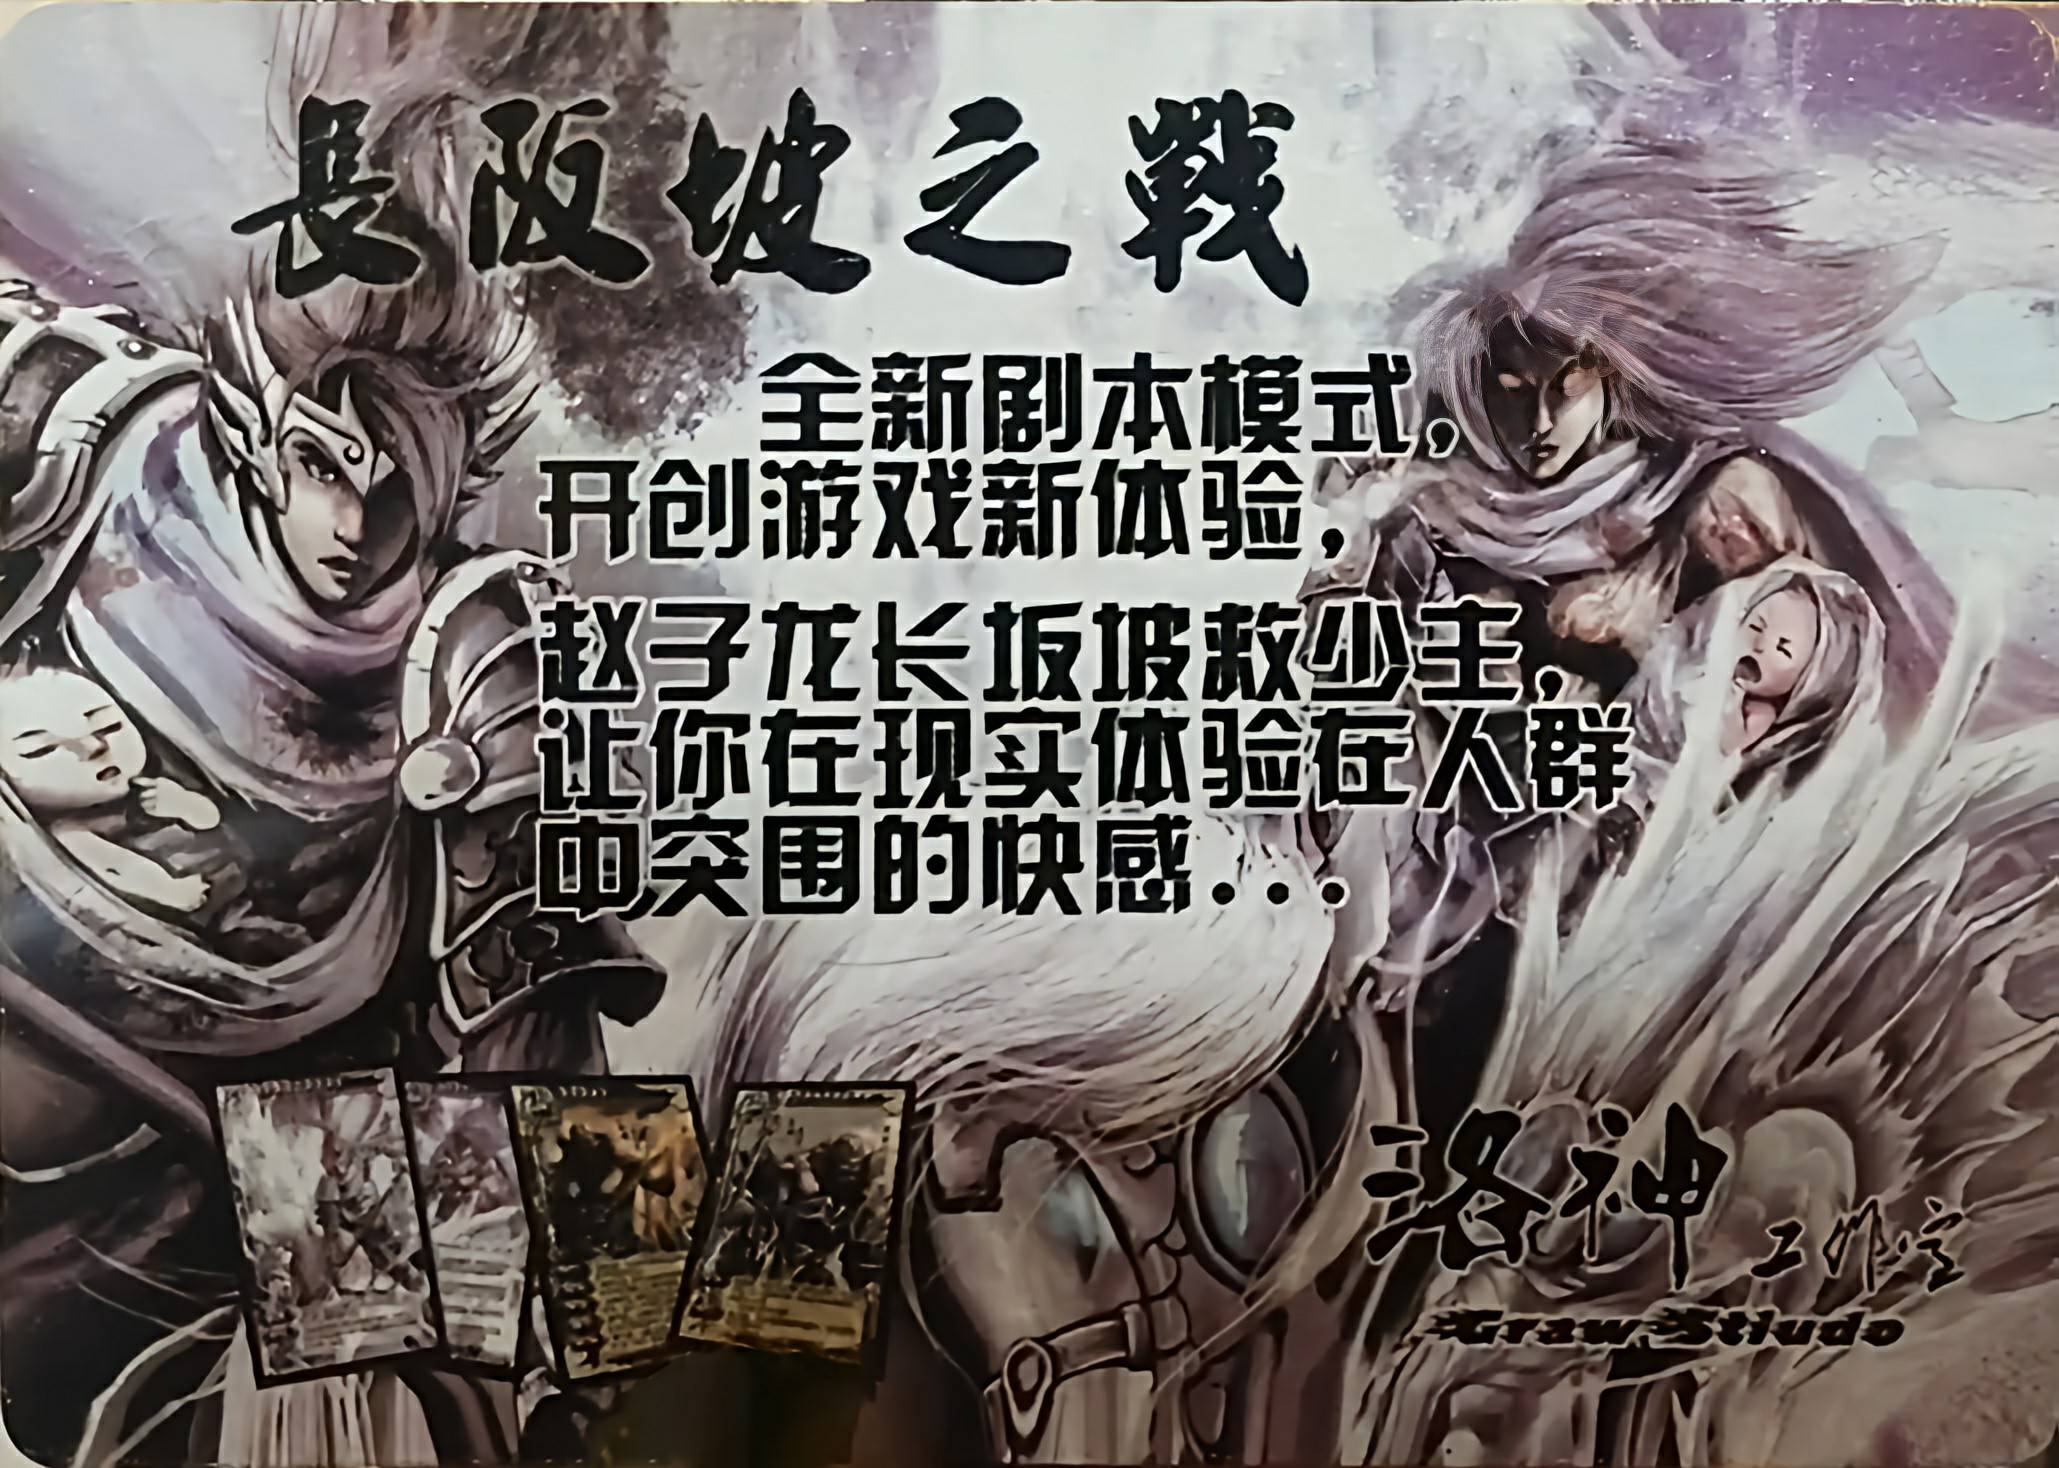 長阪坡之戰
全新剧本模式，
开创游戏新体验，
赵子龙长坂坡救少主，
让你在现实体验在人群
中突围的快感...
洛神
工作室
Graw Stiudo